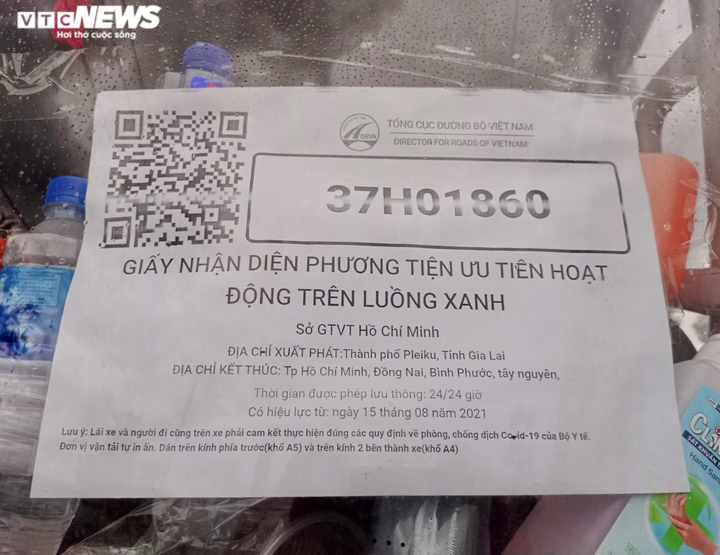 VTC NEWS
Hơi thở cuộc sống
TỔNG CỤC ĐƯỜNG BỘ VIỆT NAM
DIRECTOR FOR ROADS OF VIETNAM
37H01860
GIẤY NHẬN DIỆN PHƯƠNG TIỆN ƯU TIÊN HOẠT
ĐỘNG TRÊN LUỒNG XANH
Sở GTVT Hồ Chí Minh
ĐỊA CHỈ XUẤT PHÁT:Thành phố Pleiku, Tỉnh Gia Lai
ĐỊA CHỈ KẾT THÚC: Tp Hồ Chí Minh, Đồng Nai, Bình Phước, tây nguyên,
Thời gian được phép lưu thông: 24/24 giờ
Có hiệu lực từ: ngày 15 tháng 08 năm 2021
Lưu ý: Lái xe và người đi cùng trên xe phải cam kết thực hiện đúng các quy định về phòng, chống dịch Covid-19 của Bộ Y tế.
Đơn vị vận tải tự in ấn. Dán trên kính phía trước(khổ A5) và trên kính 2 bên thành xe(khổ A4)